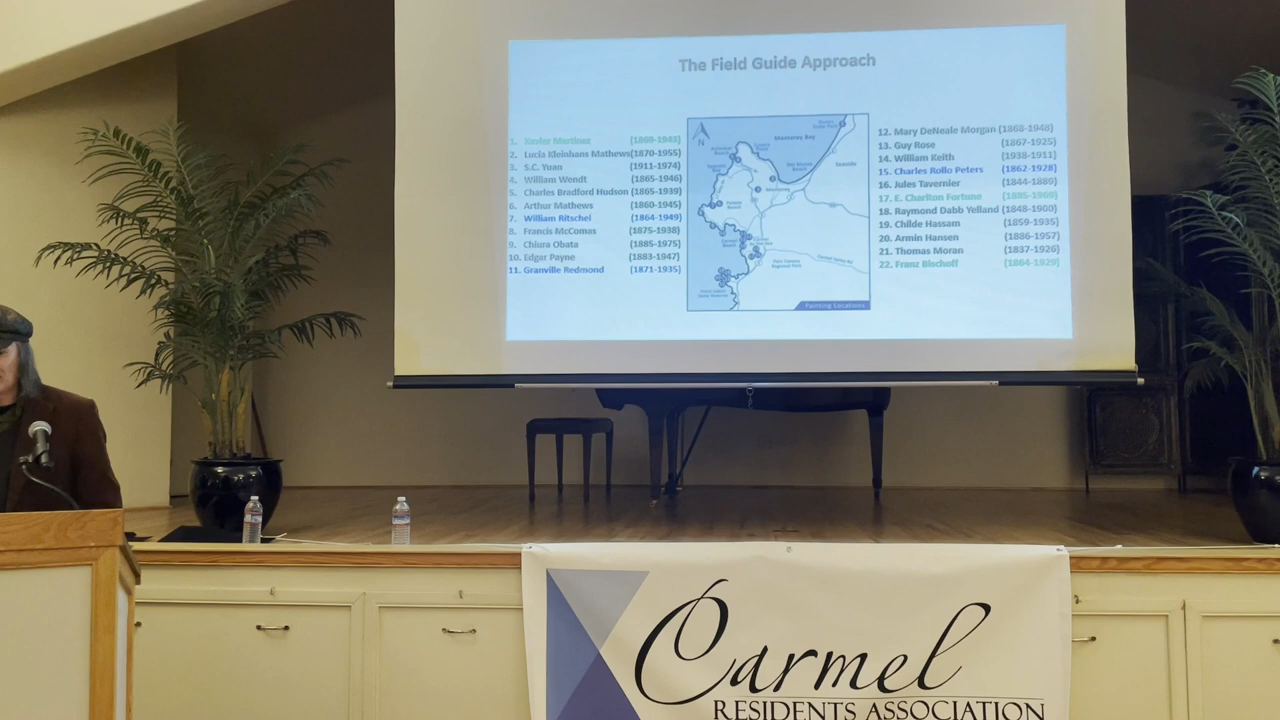 The Field Guide Approach
1. Xavier Martinez (1869-1943)
2. Lucia Kleinhans Mathews(1870-1955)
3. S.C. Yuan (1911-1974)
4. William Wendt (1865-1946)
5. Charles Bradford Hudson (1865-1939)
6. Arthur Mathews (1860-1945)
7. William Ritschel (1864-1949)
8. Francis McComas (1875-1938)
9. Chiura Obata (1885-1975)
10. Edgar Payne (1883-1947)
11. Granville Redmond (1871-1935)
Monterey Bay
Seaside
Monterey
Painting Locations
12. Mary DeNeale Morgan (1868-1948)
13. Guy Rose (1867-1925)
14. William Keith (1938-1911)
15. Charles Rollo Peters (1862-1928)
16. Jules Tavernier (1844-1889)
17. E. Charlton Fortune (1885-1969)
18. Raymond Dabb Yelland (1848-1900)
19. Childe Hassam (1859-1935)
20. Armin Hansen (1886-1957)
21. Thomas Moran (1837-1926)
22. Franz Bischoff (1864-1929)
Carmel
RESIDENTS ASSOCIATION